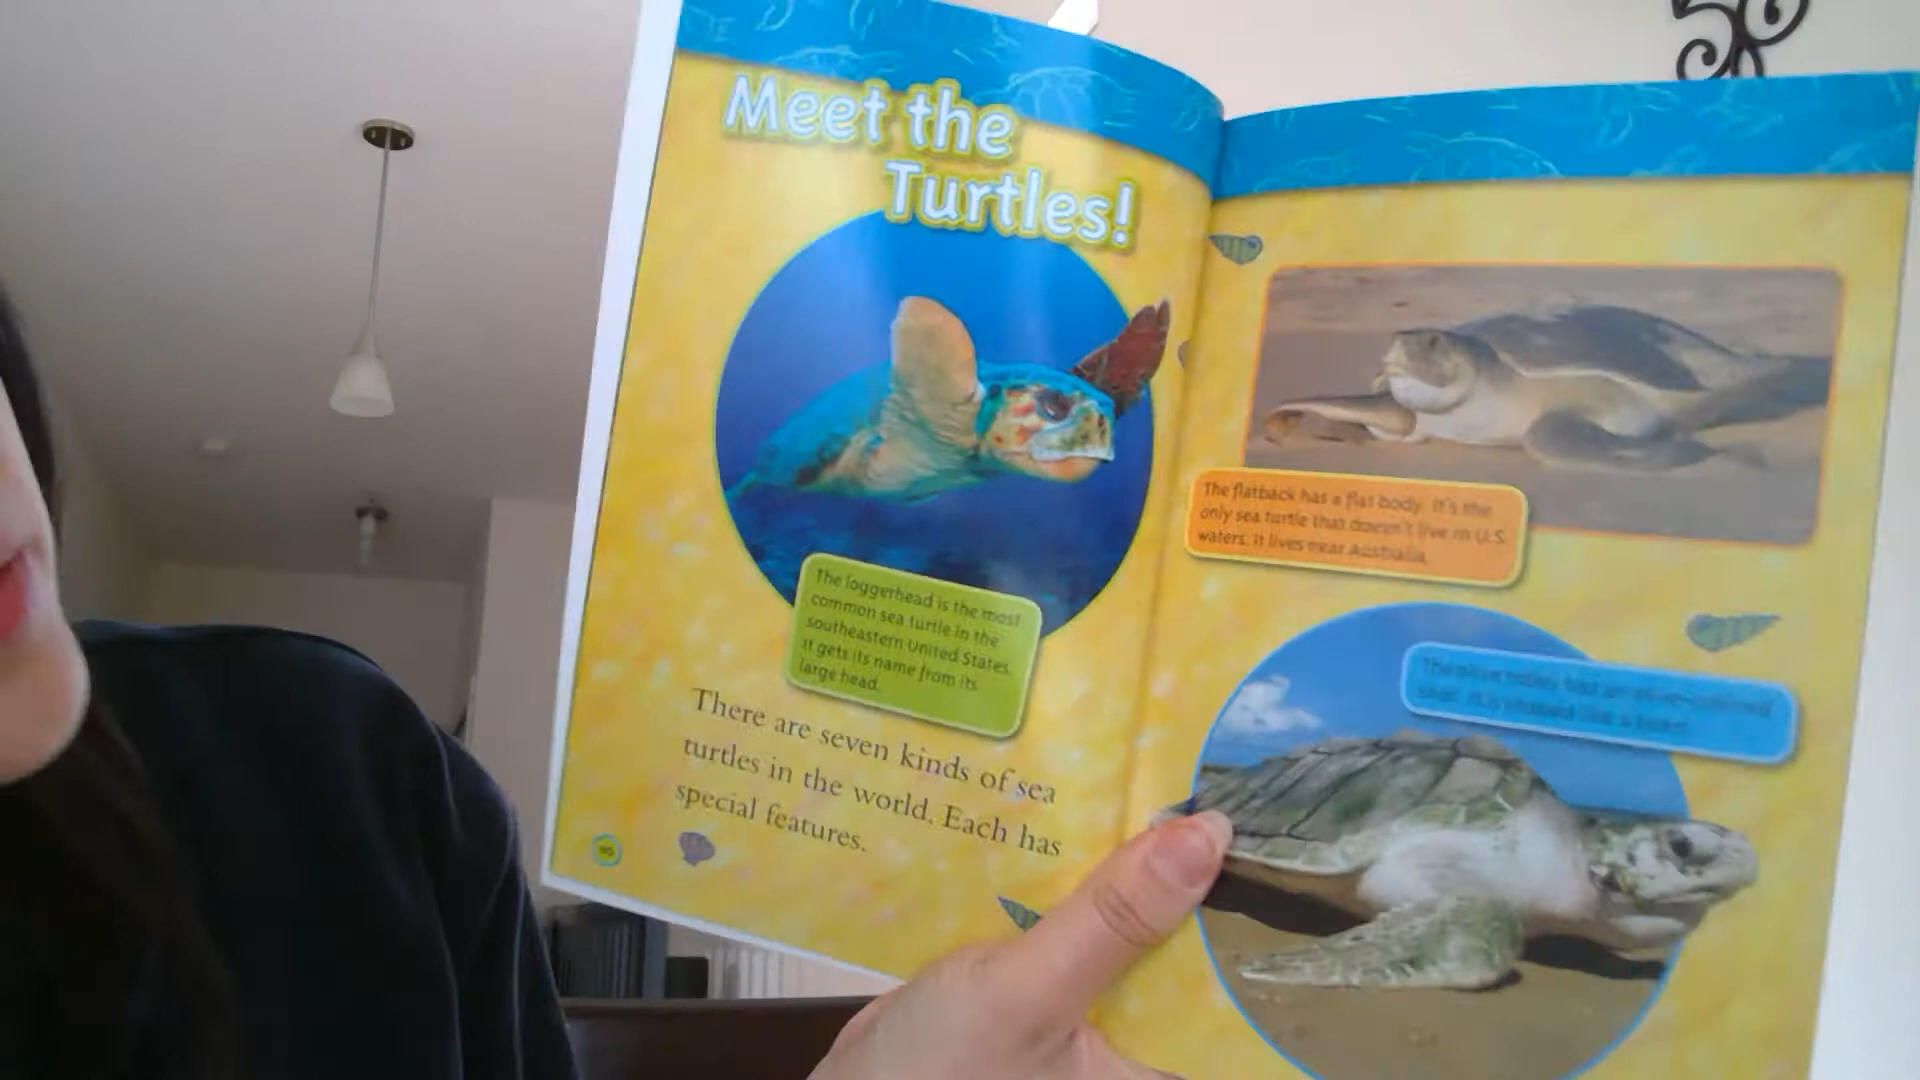 Meet the
Turtles!
The loggerhead is the most
common sea turtle in the
southeastern United States.
It gets its name from its
large head.
There are seven kinds of sea
turtles in the world. Each has
special features.
The flatback has a flat body. It's the
only sea turtle that doesn't live in U.S.
waters. It lives near Australia.